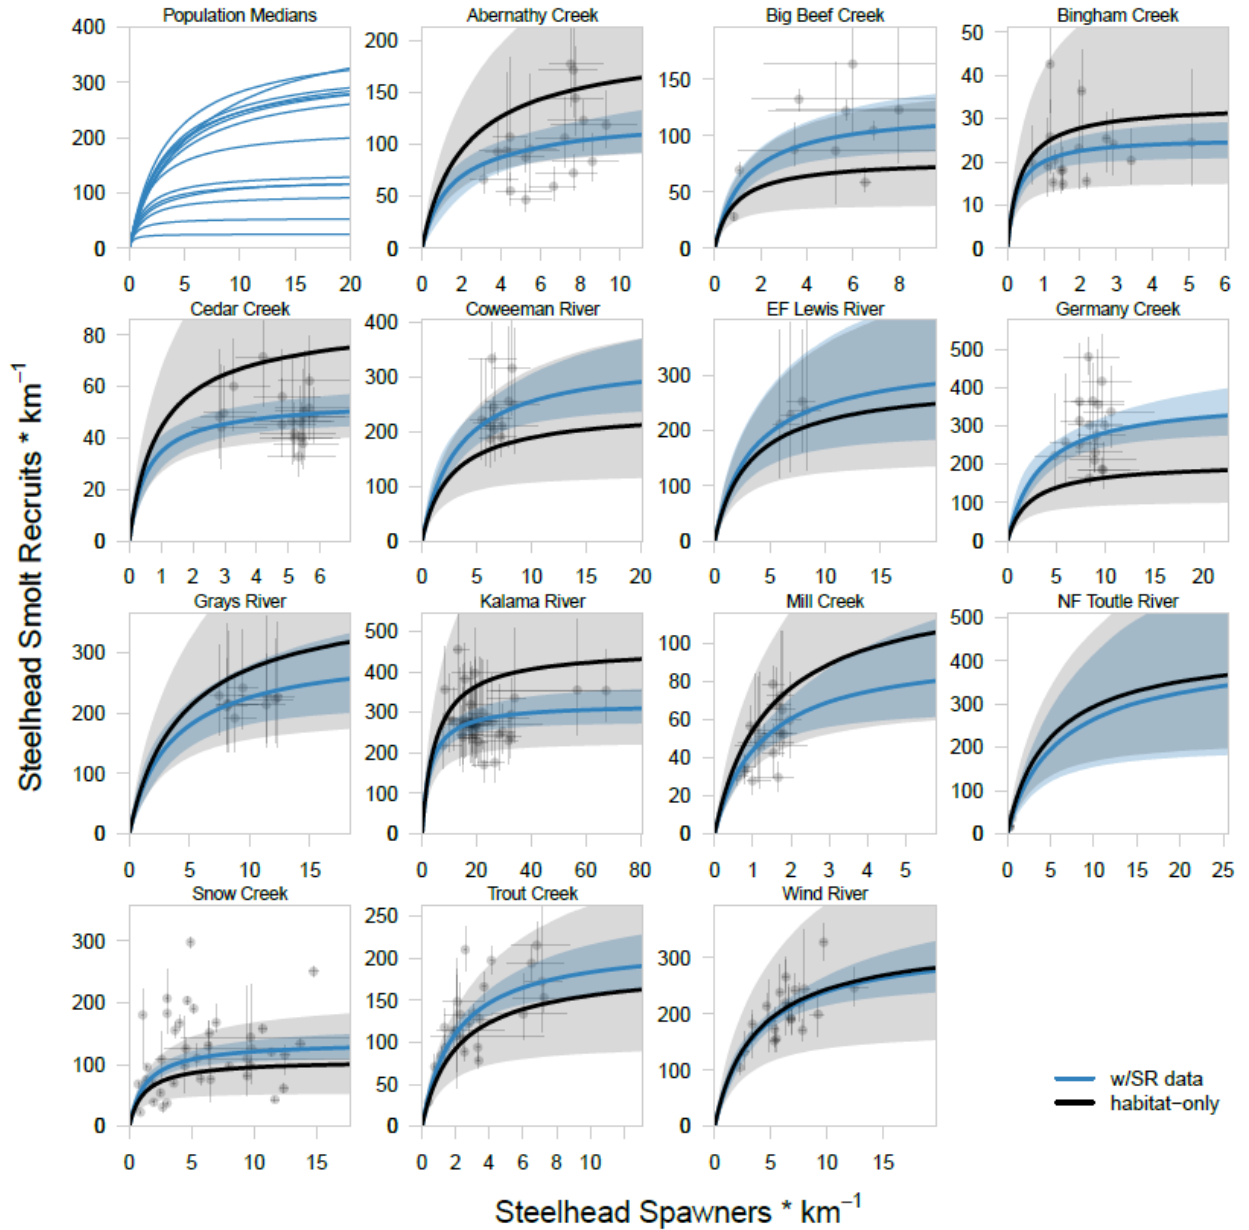 Population Medians
Abernathy Creek
Big Beef Creek
Bingham Creek
400
300
200
100
0
0 5 10 15 20
200
150
100
50
0
0 2 4 6 8 10
150
100
50
0
0 2 4 6 8
50
40
30
20
10
0
0 1 2 3 4 5 6
Cedar Creek
Coweeman River
EF Lewis River
Germany Creek
80
60
40
20
0
0 1 2 3 4 5 6
400
300
200
100
0
0 5 10 15 20
300
200
100
0
0 5 10 15
500
400
300
200
100
0
0 5 10 15 20
Grays River
Kalama River
Mill Creek
NF Toutle River
300
200
100
0
0 5 10 15
500
400
300
200
100
0
0 20 40 60 80
100
80
60
40
20
0
0 1 2 3 4 5
500
400
300
200
100
0
0 5 10 15 20 25
Snow Creek
Trout Creek
Wind River
300
200
100
0
0 5 10 15
250
200
150
100
50
0
0 2 4 6 8 10
300
200
100
0
0 5 10 15
w/SR data
habitat−only
Steelhead Smolt Recruits * km⁻¹
Steelhead Spawners * km⁻¹